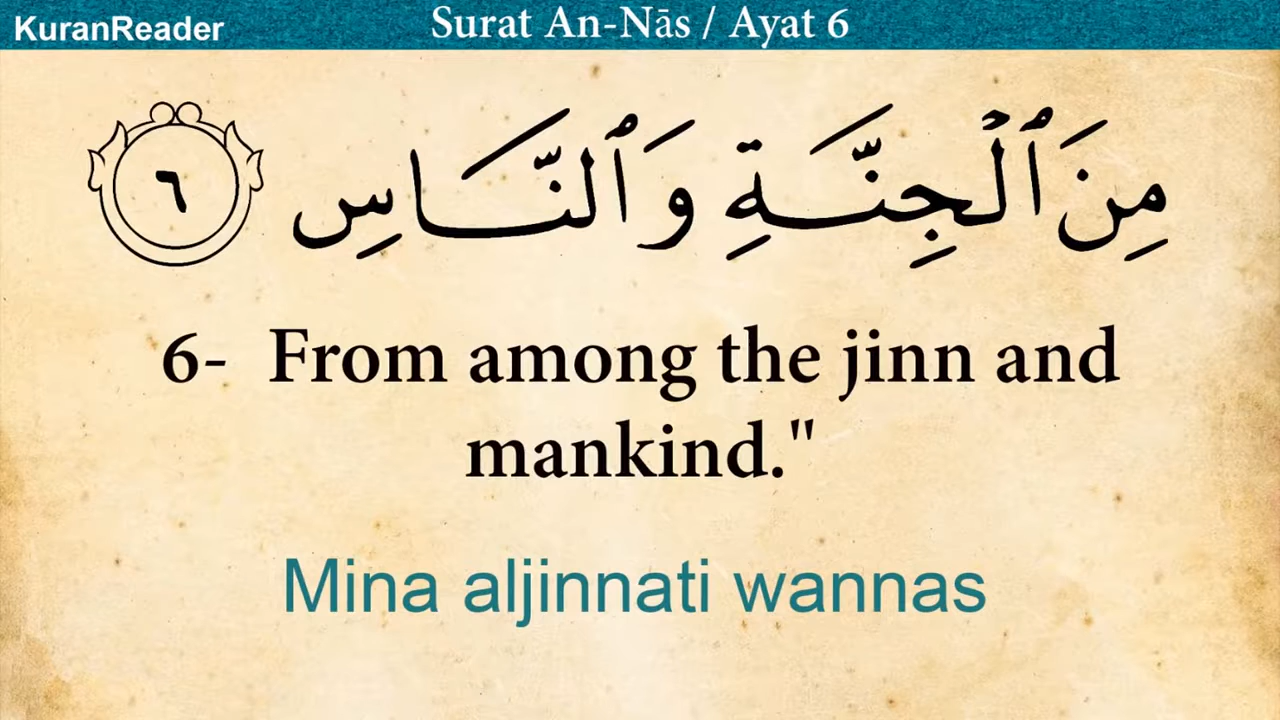 KuranReader
Surat An-Nās / Ayat 6
مِنَ ٱلْجِنَّةِ وَٱلنَّاسِ ٦
6- From among the jinn and
mankind."
Mina aljinnati wannas